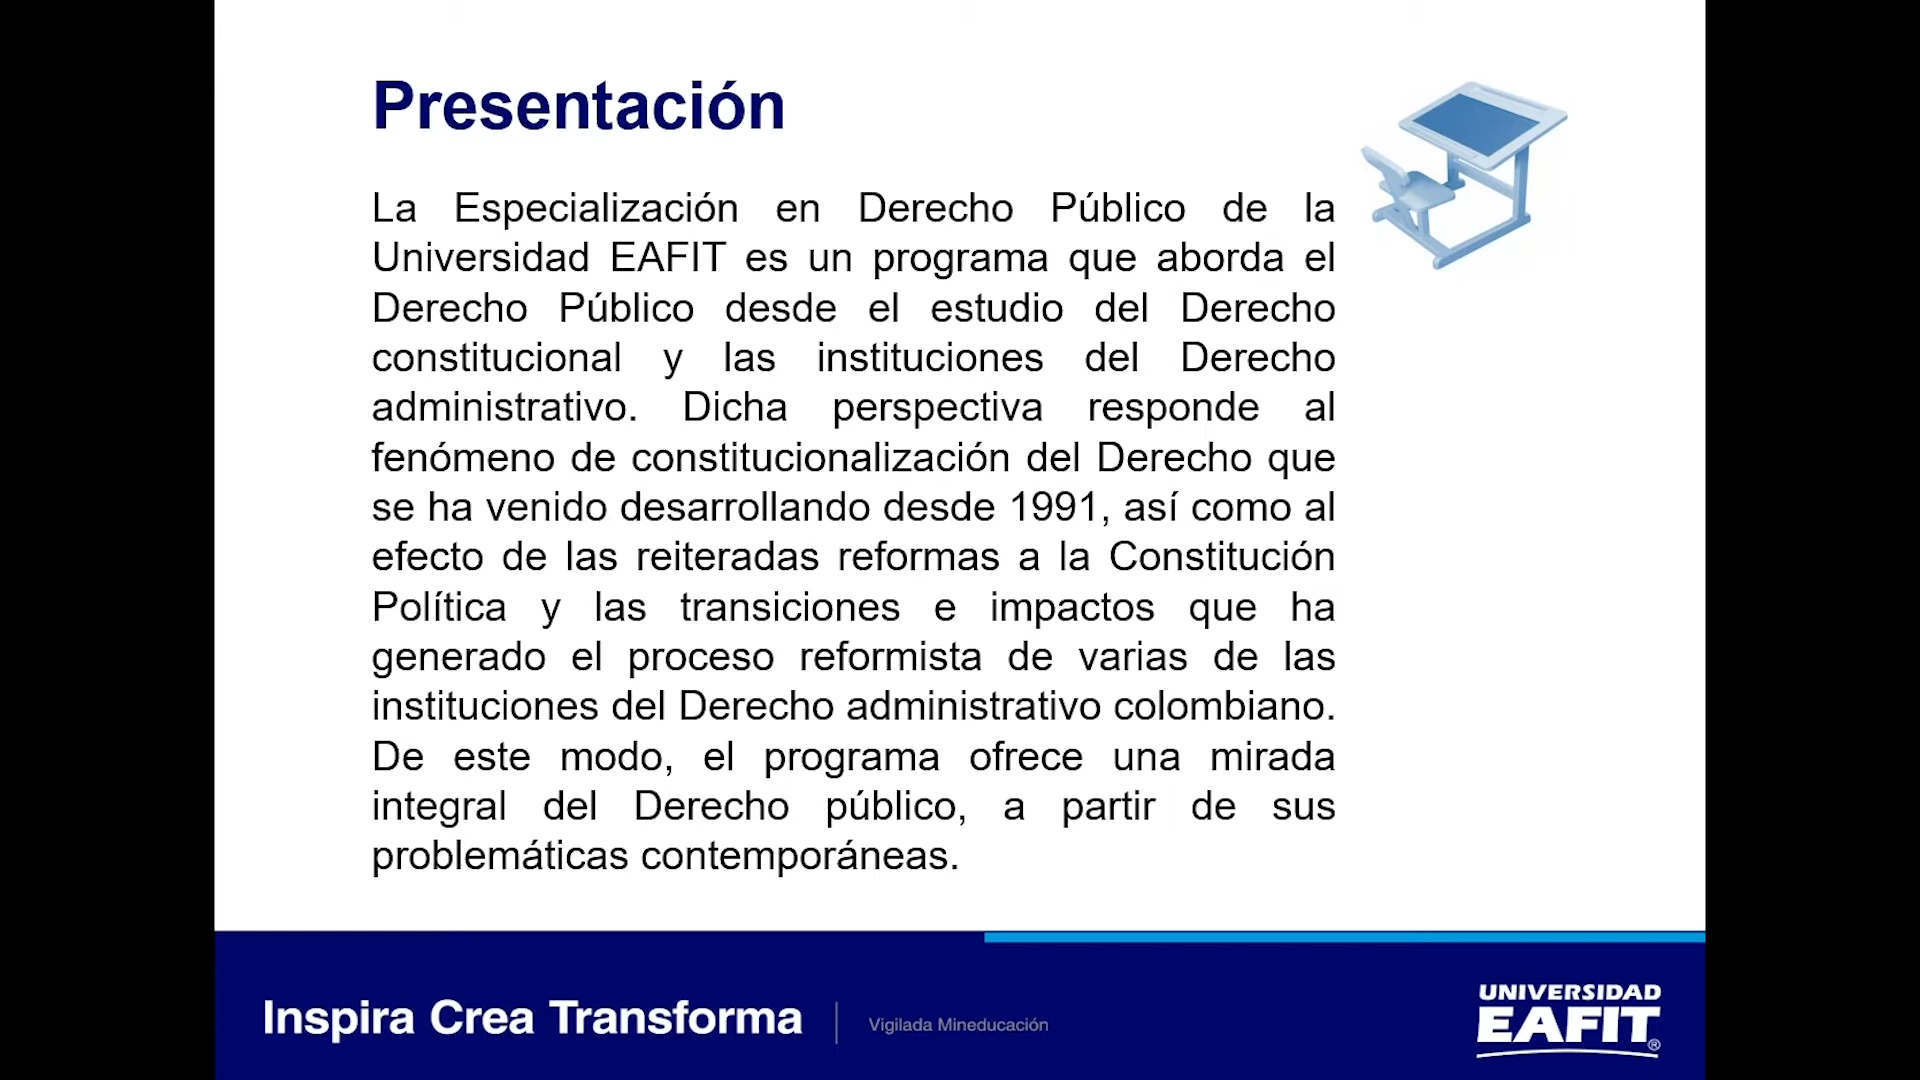 Presentación
La Especialización en Derecho Público de la
Universidad EAFIT es un programa que aborda el
Derecho Público desde el estudio del Derecho
constitucional y las instituciones del Derecho
administrativo. Dicha perspectiva responde al
fenómeno de constitucionalización del Derecho que
se ha venido desarrollando desde 1991, así como al
efecto de las reiteradas reformas a la Constitución
Política y las transiciones e impactos que ha
generado el proceso reformista de varias de las
instituciones del Derecho administrativo colombiano.
De este modo, el programa ofrece una mirada
integral del Derecho público, a partir de sus
problemáticas contemporáneas.
Inspira Crea Transforma
Vigilada Mineducación
UNIVERSIDAD
EAFIT®